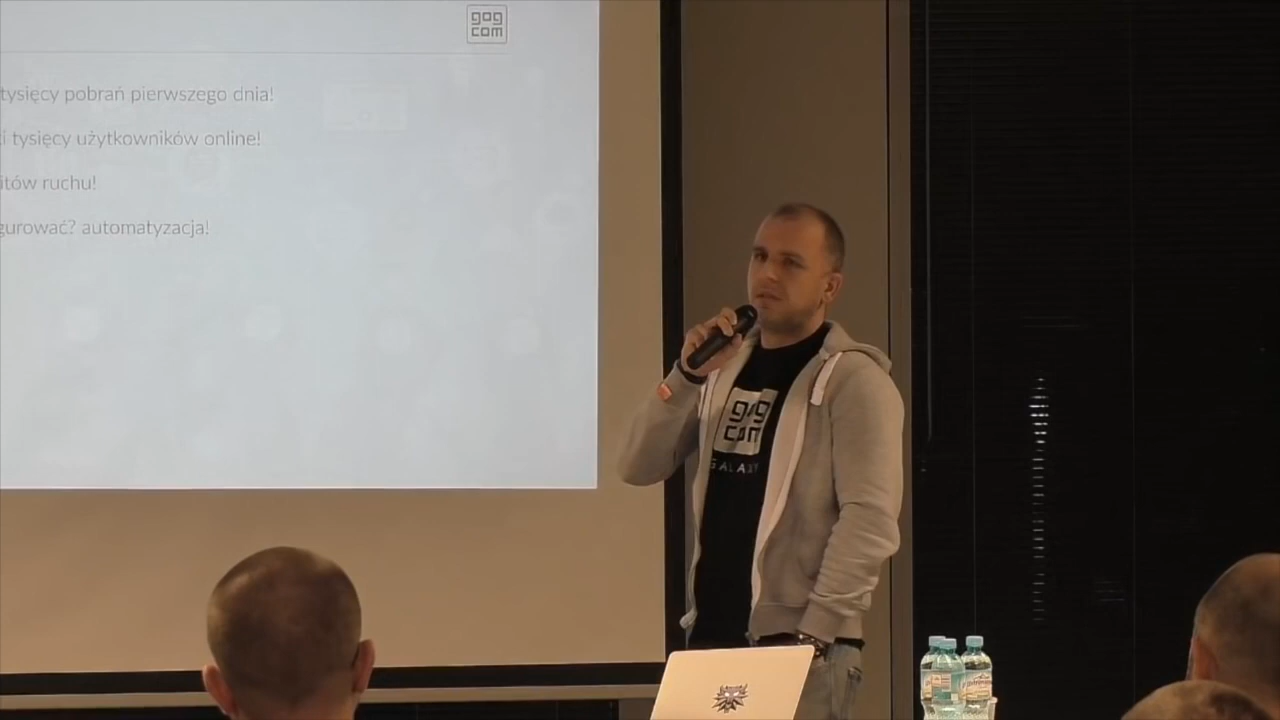 gog
com
tysięcy pobrań pierwszego dnia!
tysięcy użytkowników online!
itów ruchu!
gurować? automatyzacja!
gog
com
GALAXY